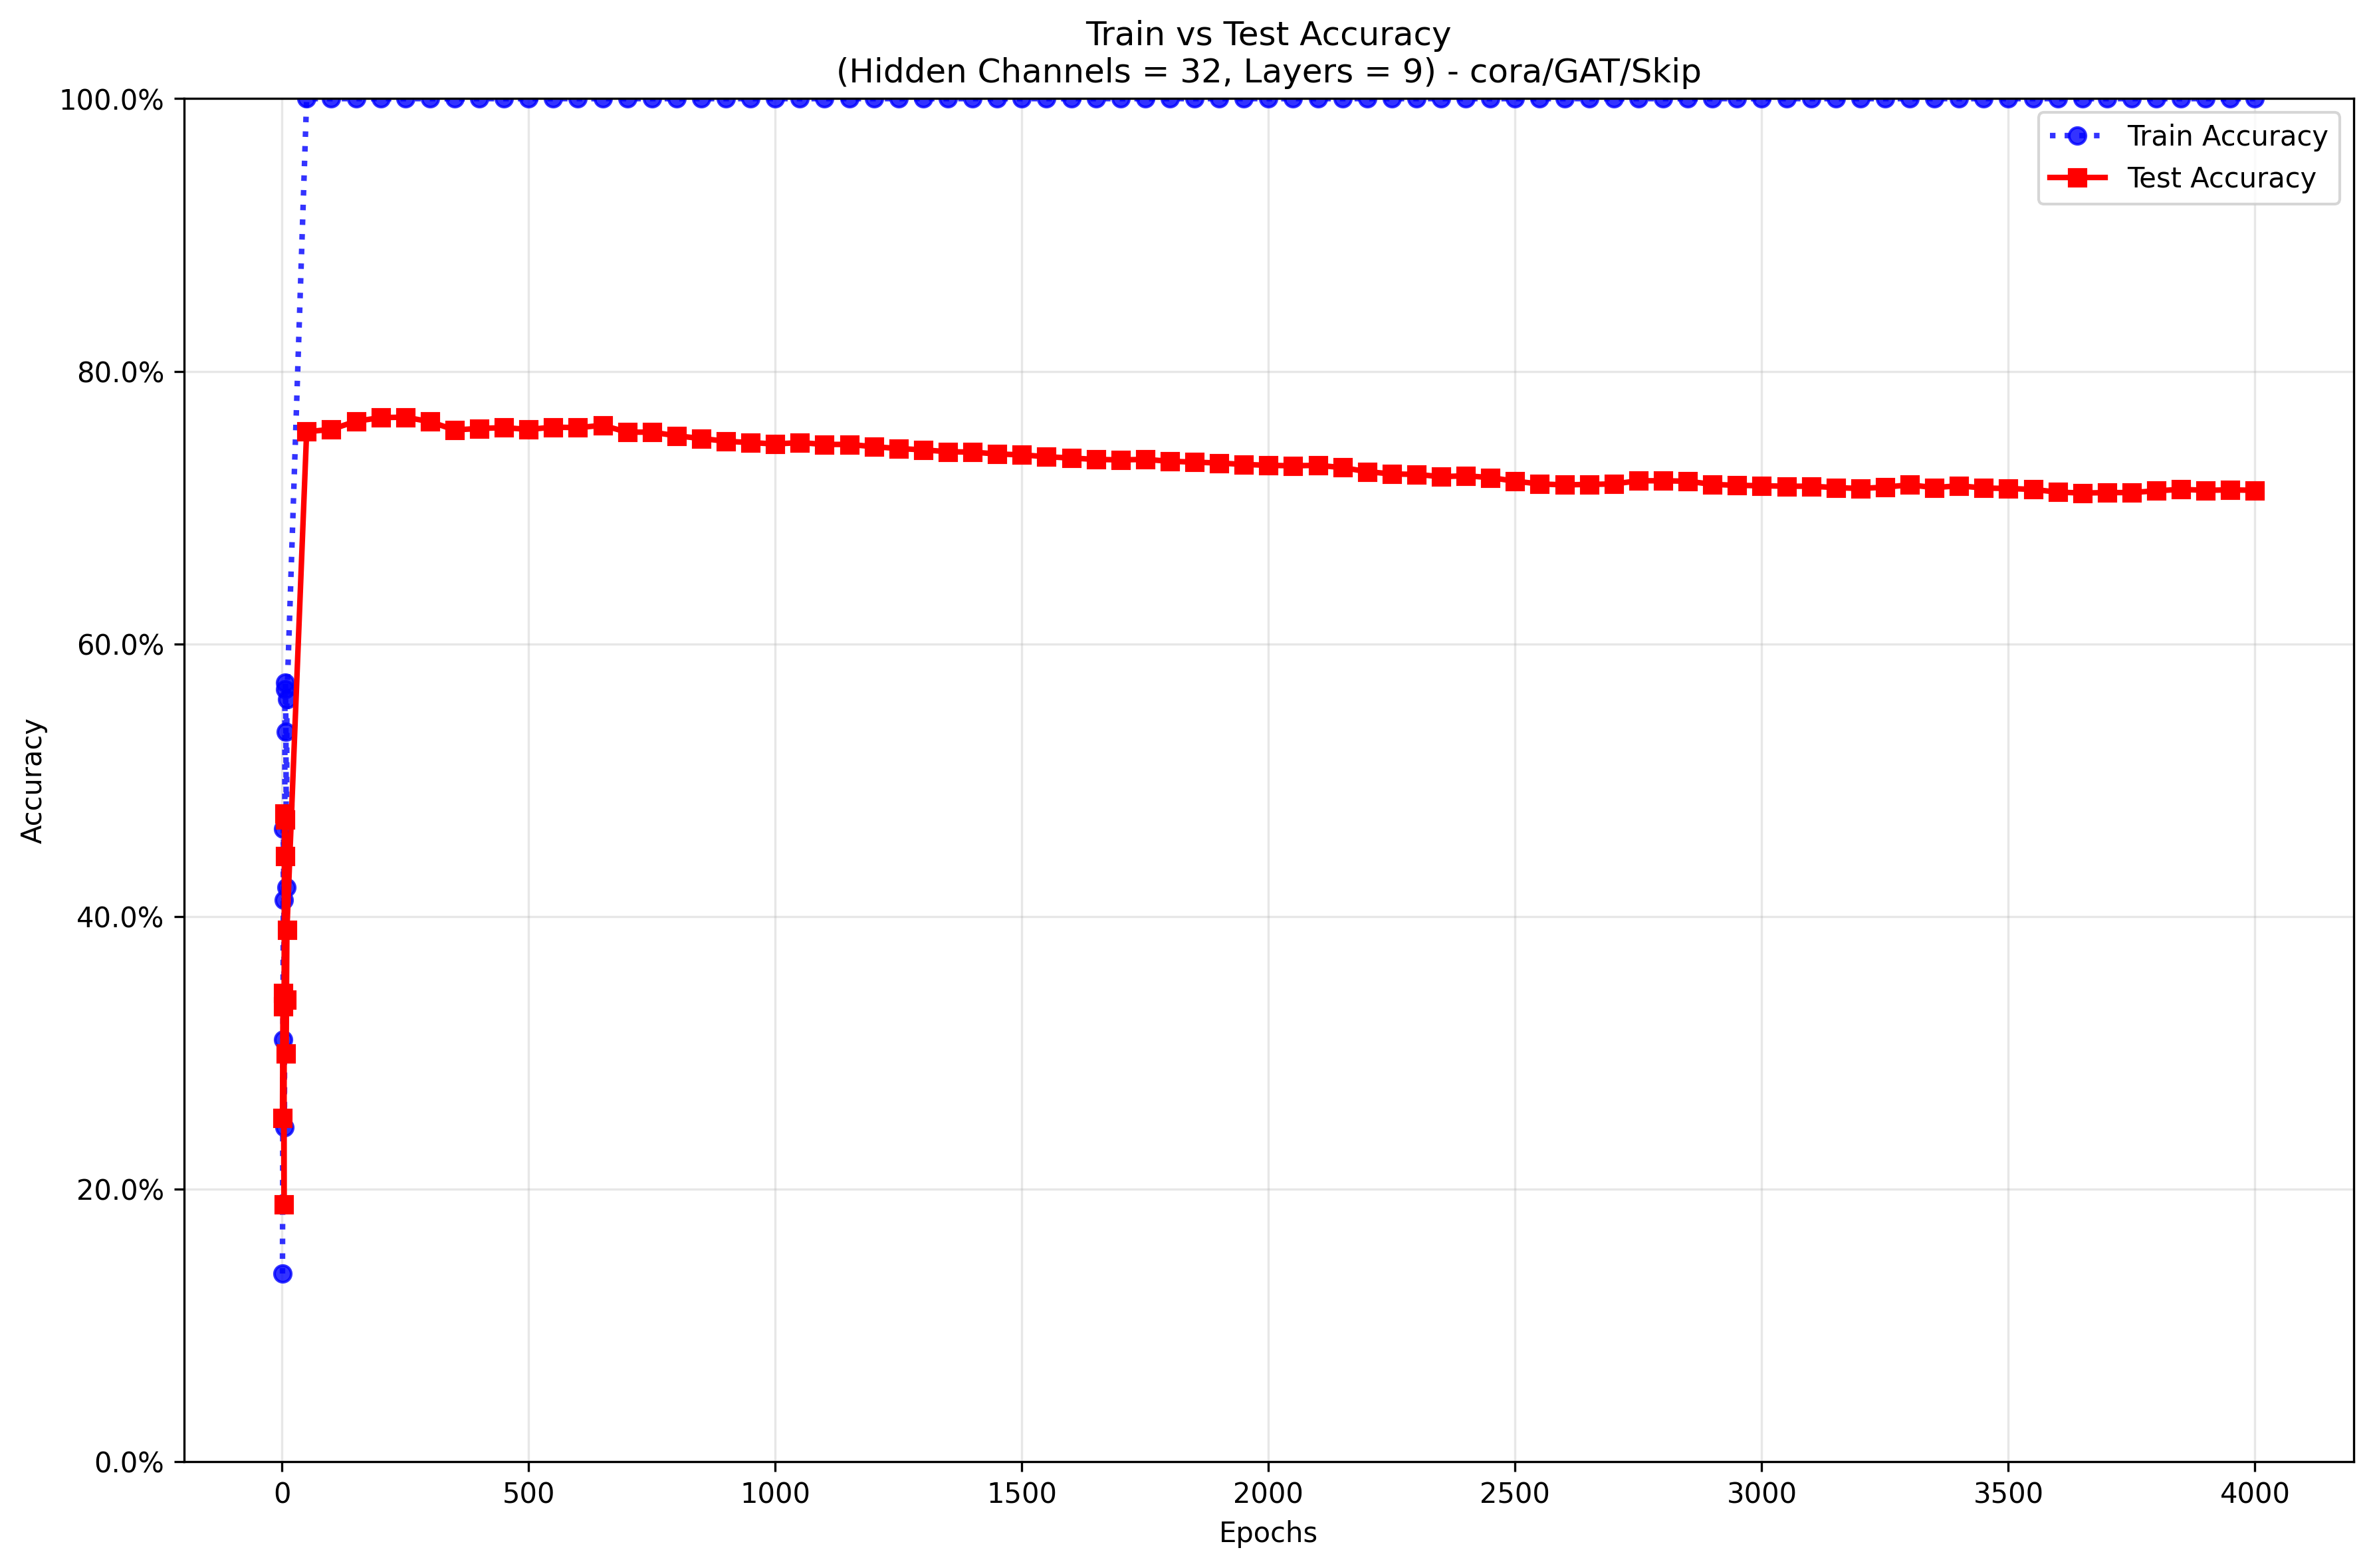 Train vs Test Accuracy
(Hidden Channels = 32, Layers = 9) - cora/GAT/Skip
100.0%
80.0%
60.0%
40.0%
20.0%
0.0%
Accuracy
Train Accuracy
Test Accuracy
0 500 1000 1500 2000 2500 3000 3500 4000
Epochs